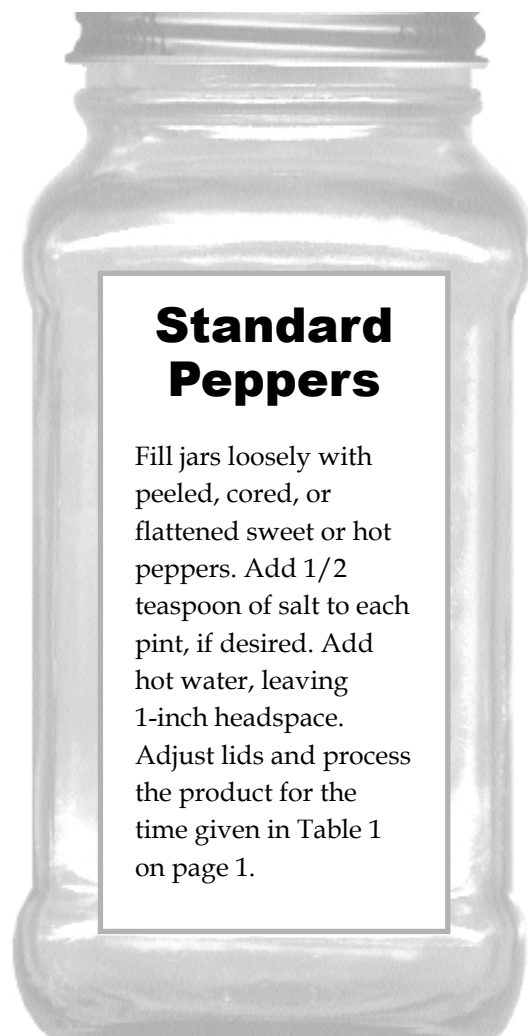 Standard
Peppers
Fill jars loosely with
peeled, cored, or
flattened sweet or hot
peppers. Add 1/2
teaspoon of salt to each
pint, if desired. Add
hot water, leaving
1-inch headspace.
Adjust lids and process
the product for the
time given in Table 1
on page 1.